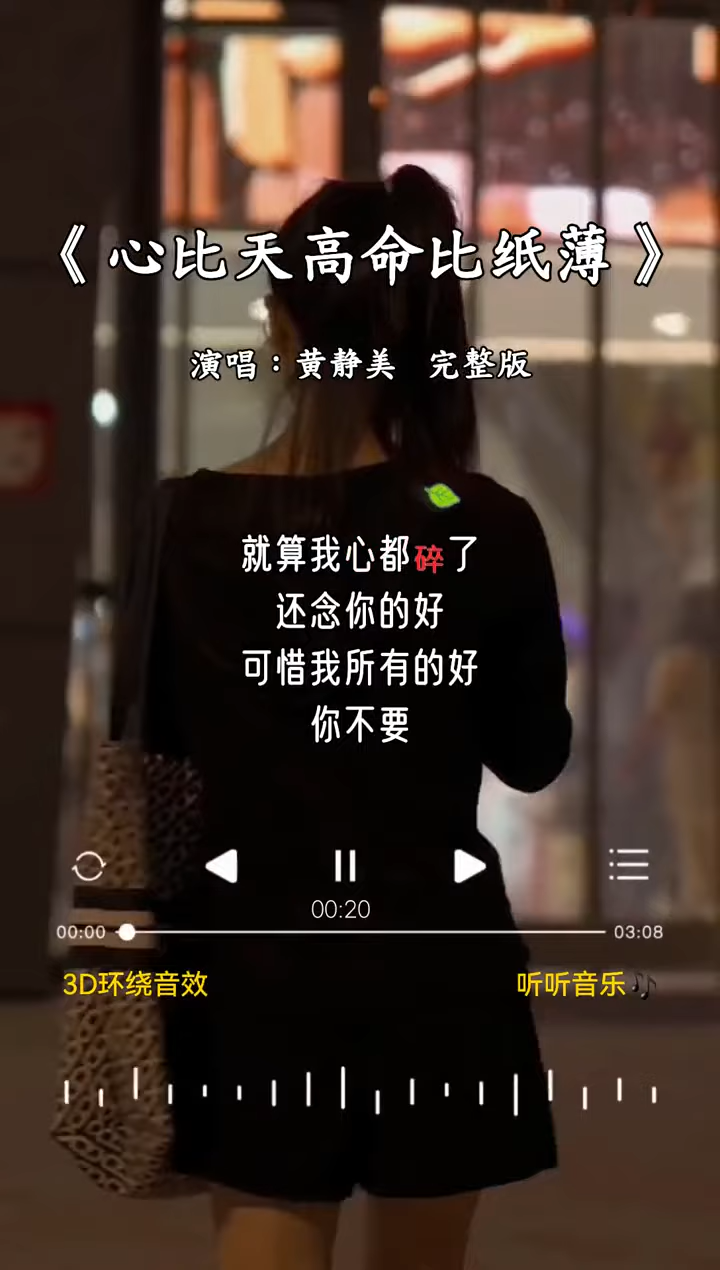 《心比天高命比纸薄》
演唱：黄静美 完整版
就算我心都碎了
还念你的好
可惜我所有的好
你不要
00:20
00:00 03:08
3D环绕音效 听听音乐🎶